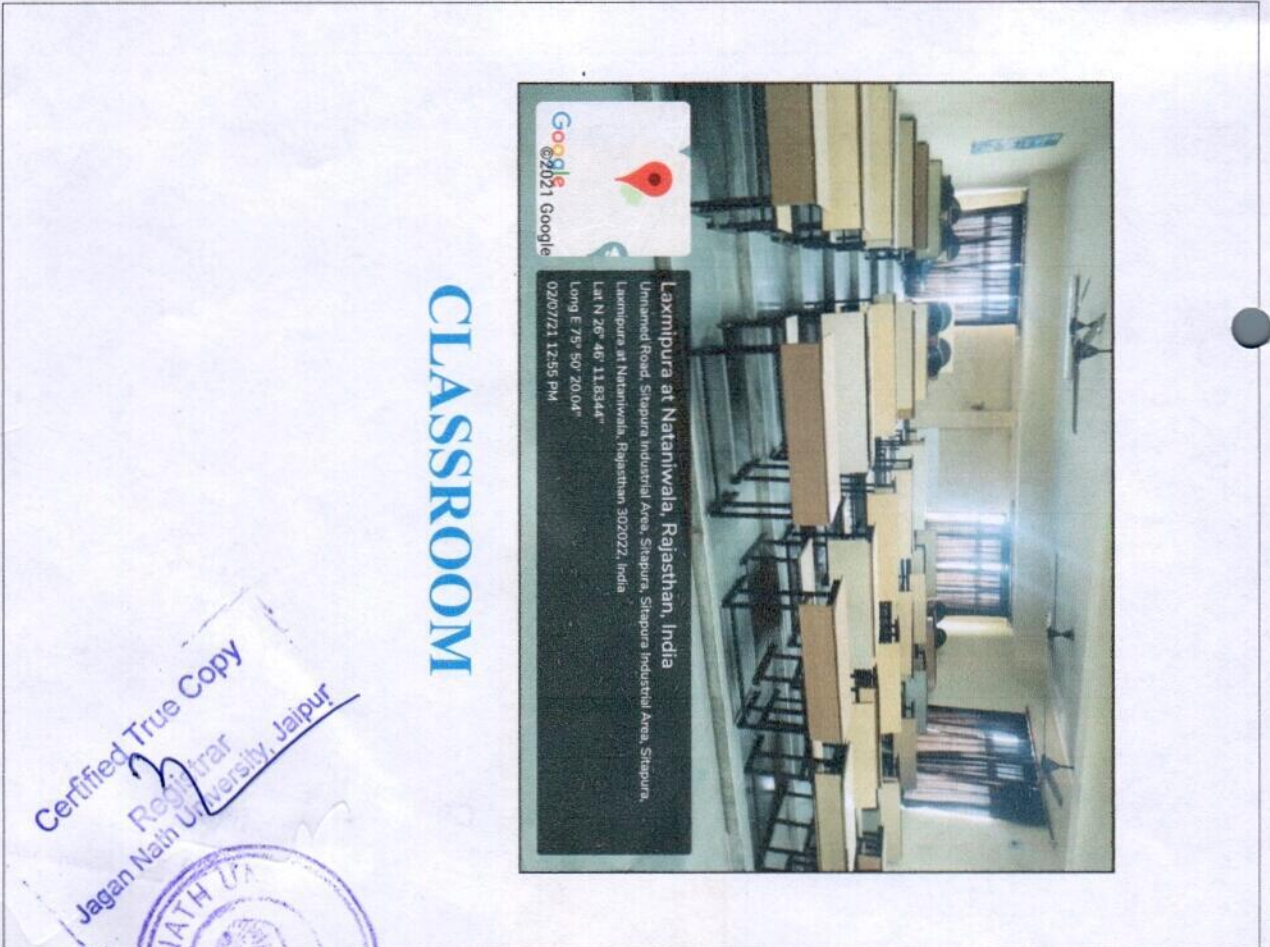 Google
©2021 Google
Laxmipura at Nataniwala, Rajasthan, India
Unnamed Road, Sitapura Industrial Area, Sitapura, Sitapura Industrial Area, Sitapura,
Laxmipura at Nataniwala, Rajasthan 302022, India
Lat N 26° 46' 11.8344"
Long E 75° 50' 20.04"
02/07/21 12:55 PM
CLASSROOM
Certified True Copy
Registrar
Jagan Nath University, Jaipur
NATH UN